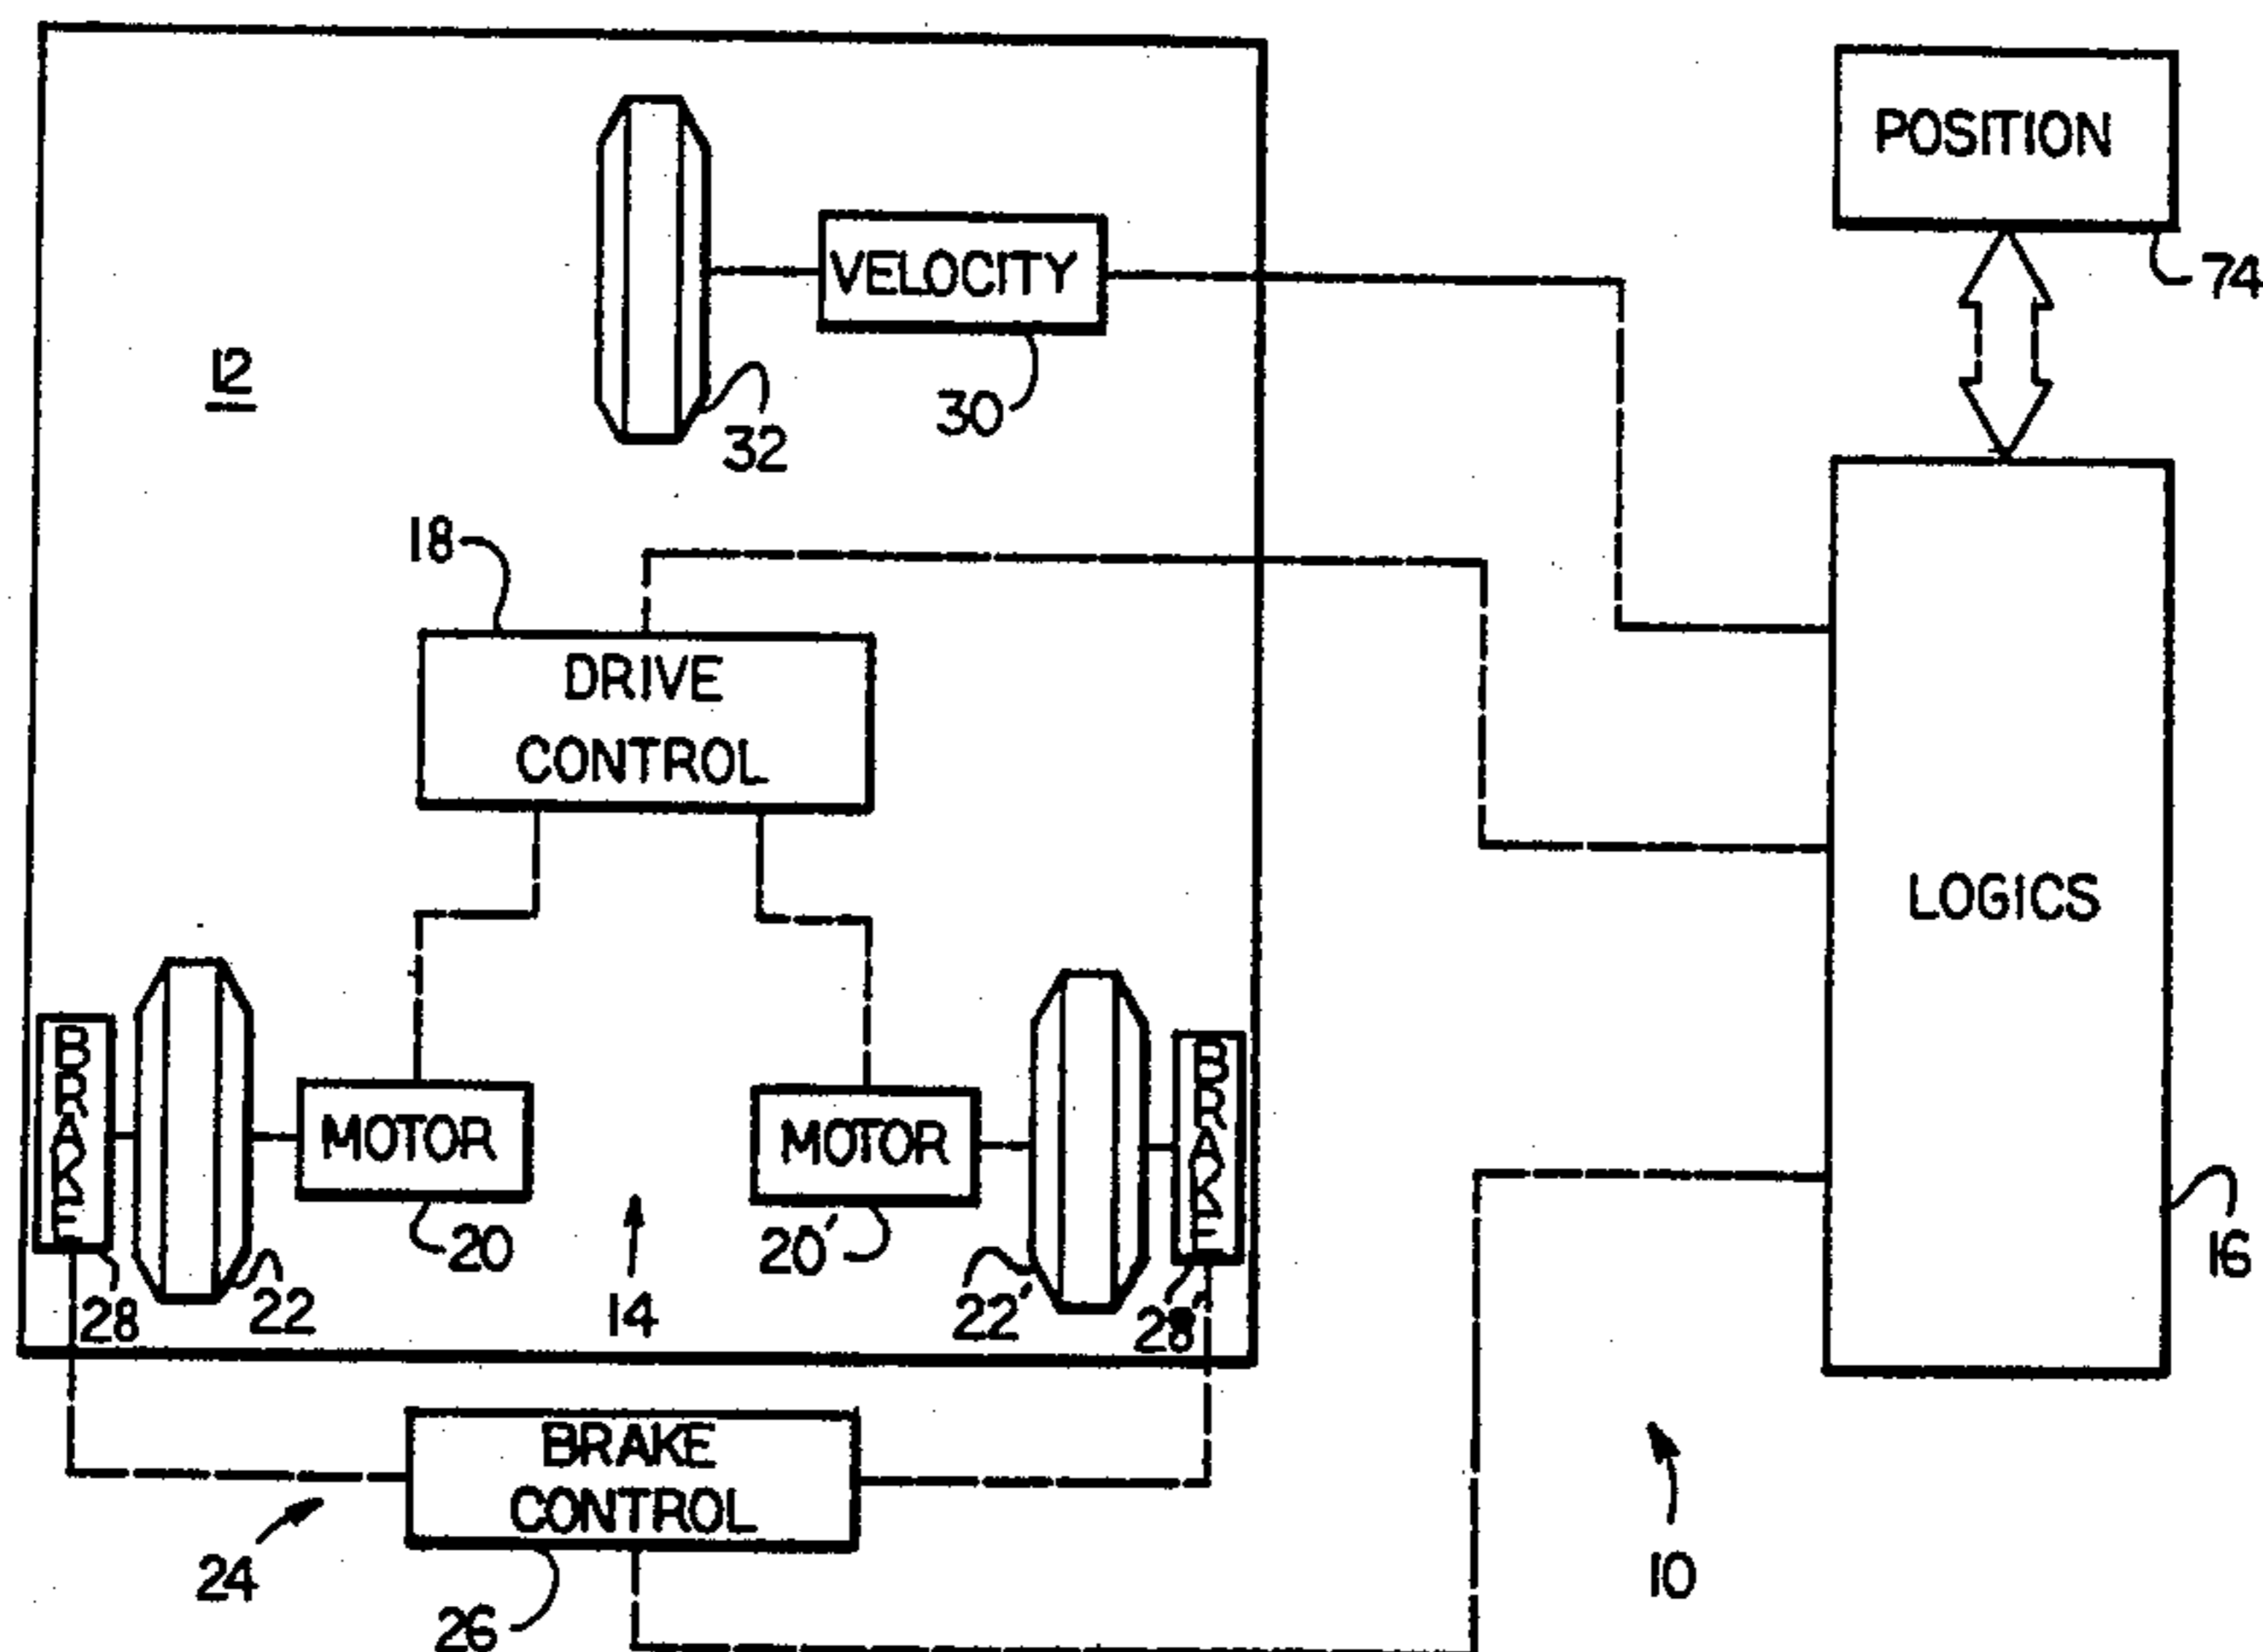 POSITION
74
VELOCITY
30
32
12
18
DRIVE
CONTROL
LOGICS
16
BRAKE
28
22
MOTOR
20
MOTOR
20'
22'
BRAKE
28'
14
BRAKE
CONTROL
24
26
10